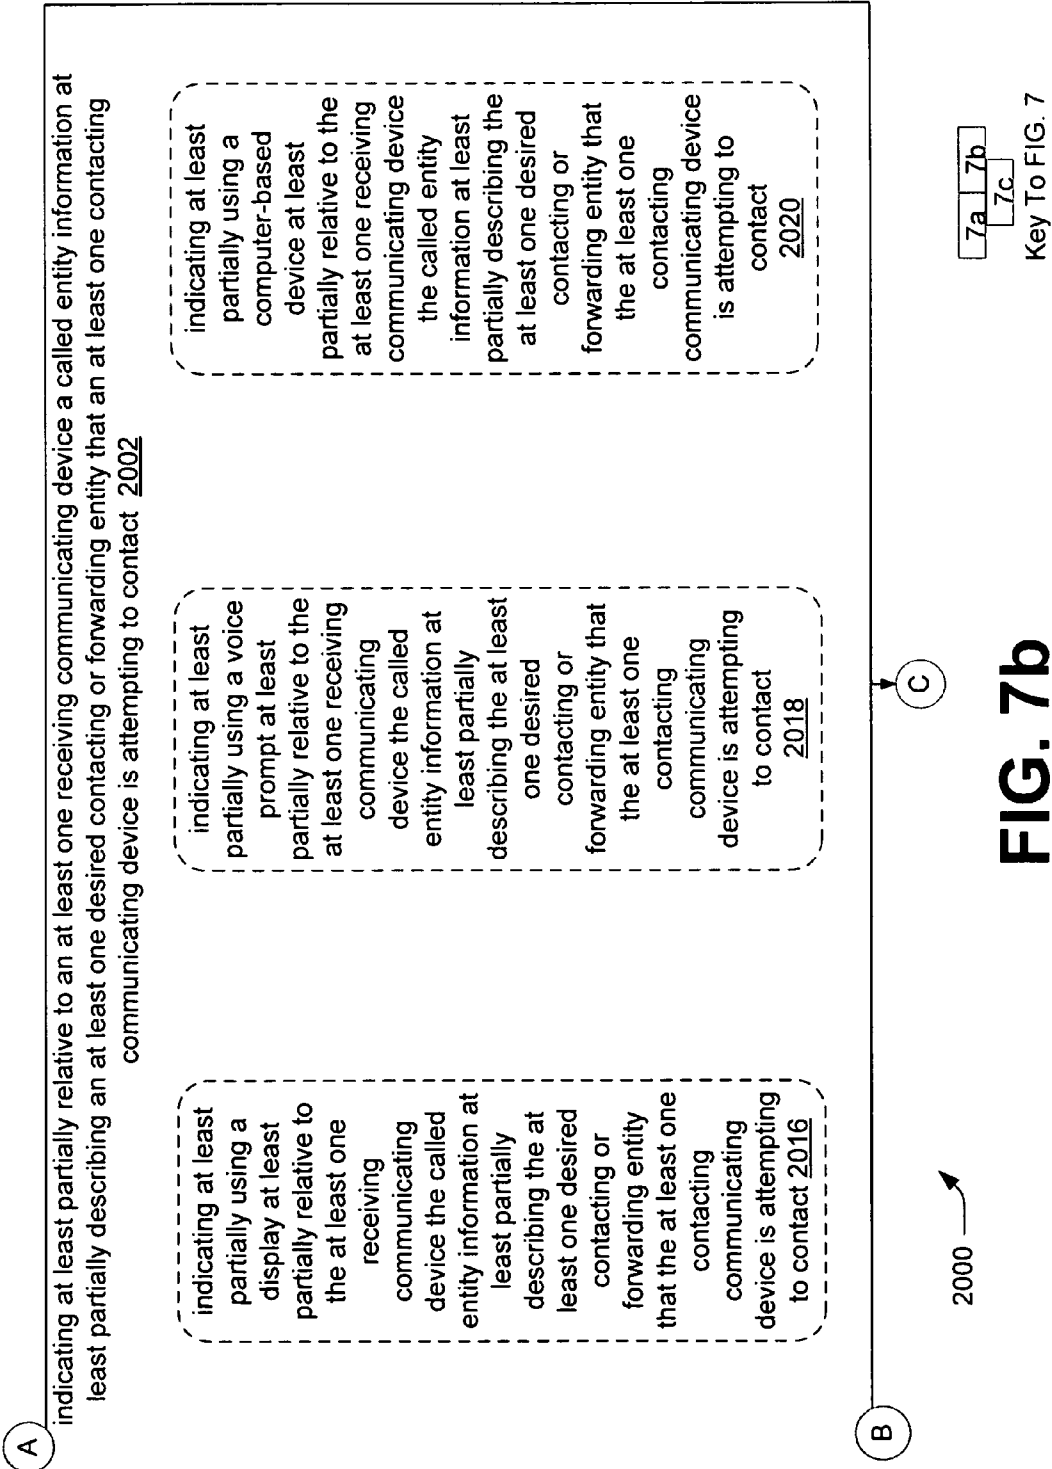 A
indicating at least partially relative to an at least one receiving communicating device a called entity information at
least partially describing an at least one desired contacting or forwarding entity that an at least one contacting
communicating device is attempting to contact 2002
indicating at least
partially using a
display at least
partially relative to
the at least one
receiving
communicating
device the called
entity information at
least partially
describing the at
least one desired
contacting or
forwarding entity
that the at least one
contacting
communicating
device is attempting
to contact 2016
indicating at least
partially using a voice
prompt at least
partially relative to the
at least one receiving
communicating
device the called
entity information at
least partially
describing the at least
one desired
contacting or
forwarding entity that
the at least one
contacting
communicating
device is attempting
to contact
2018
indicating at least
partially using a
computer-based
device at least
partially relative to the
at least one receiving
communicating device
the called entity
information at least
partially describing the
at least one desired
contacting or
forwarding entity that
the at least one
contacting
communicating device
is attempting to
contact
2020
B
C
2000
7a 7b
7c
Key To FIG. 7
FIG. 7b